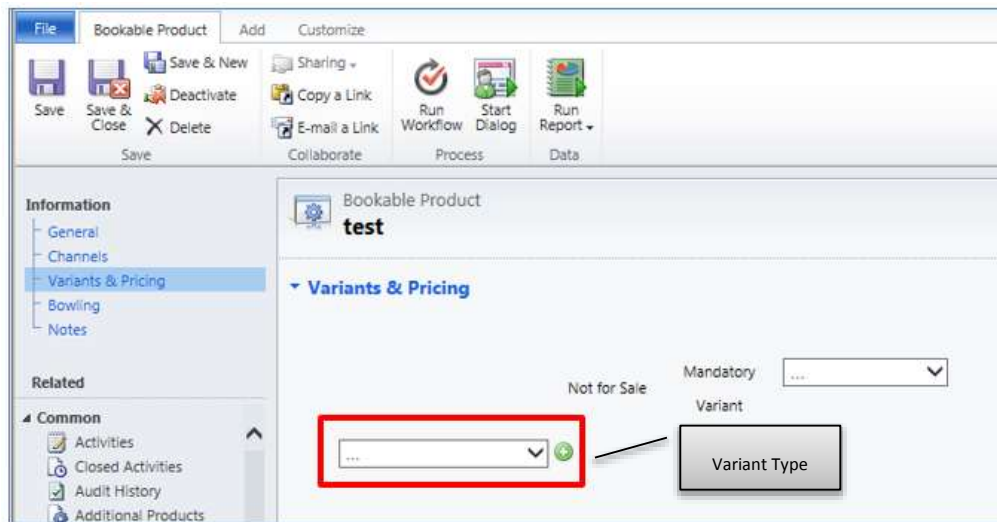 File Bookable Product Add Customize
Save
Save & Close
Save & New
Deactivate
Delete
Save
Sharing
Copy a Link
E-mail a Link
Collaborate
Run Workflow
Start Dialog
Process
Run Report
Data
Information
General
Channels
Variants & Pricing
Bowling
Notes
Related
Common
Activities
Closed Activities
Audit History
Additional Products
Bookable Product
test
Variants & Pricing
Not for Sale
Mandatory ...
Variant
...
Variant Type